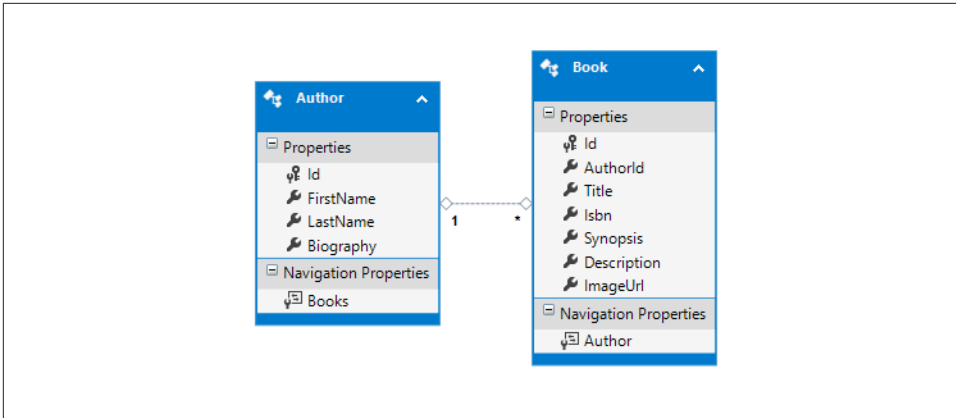 Author
Properties
Id
FirstName
LastName
Biography
Navigation Properties
Books
1
*
Book
Properties
Id
AuthorId
Title
Isbn
Synopsis
Description
ImageUrl
Navigation Properties
Author